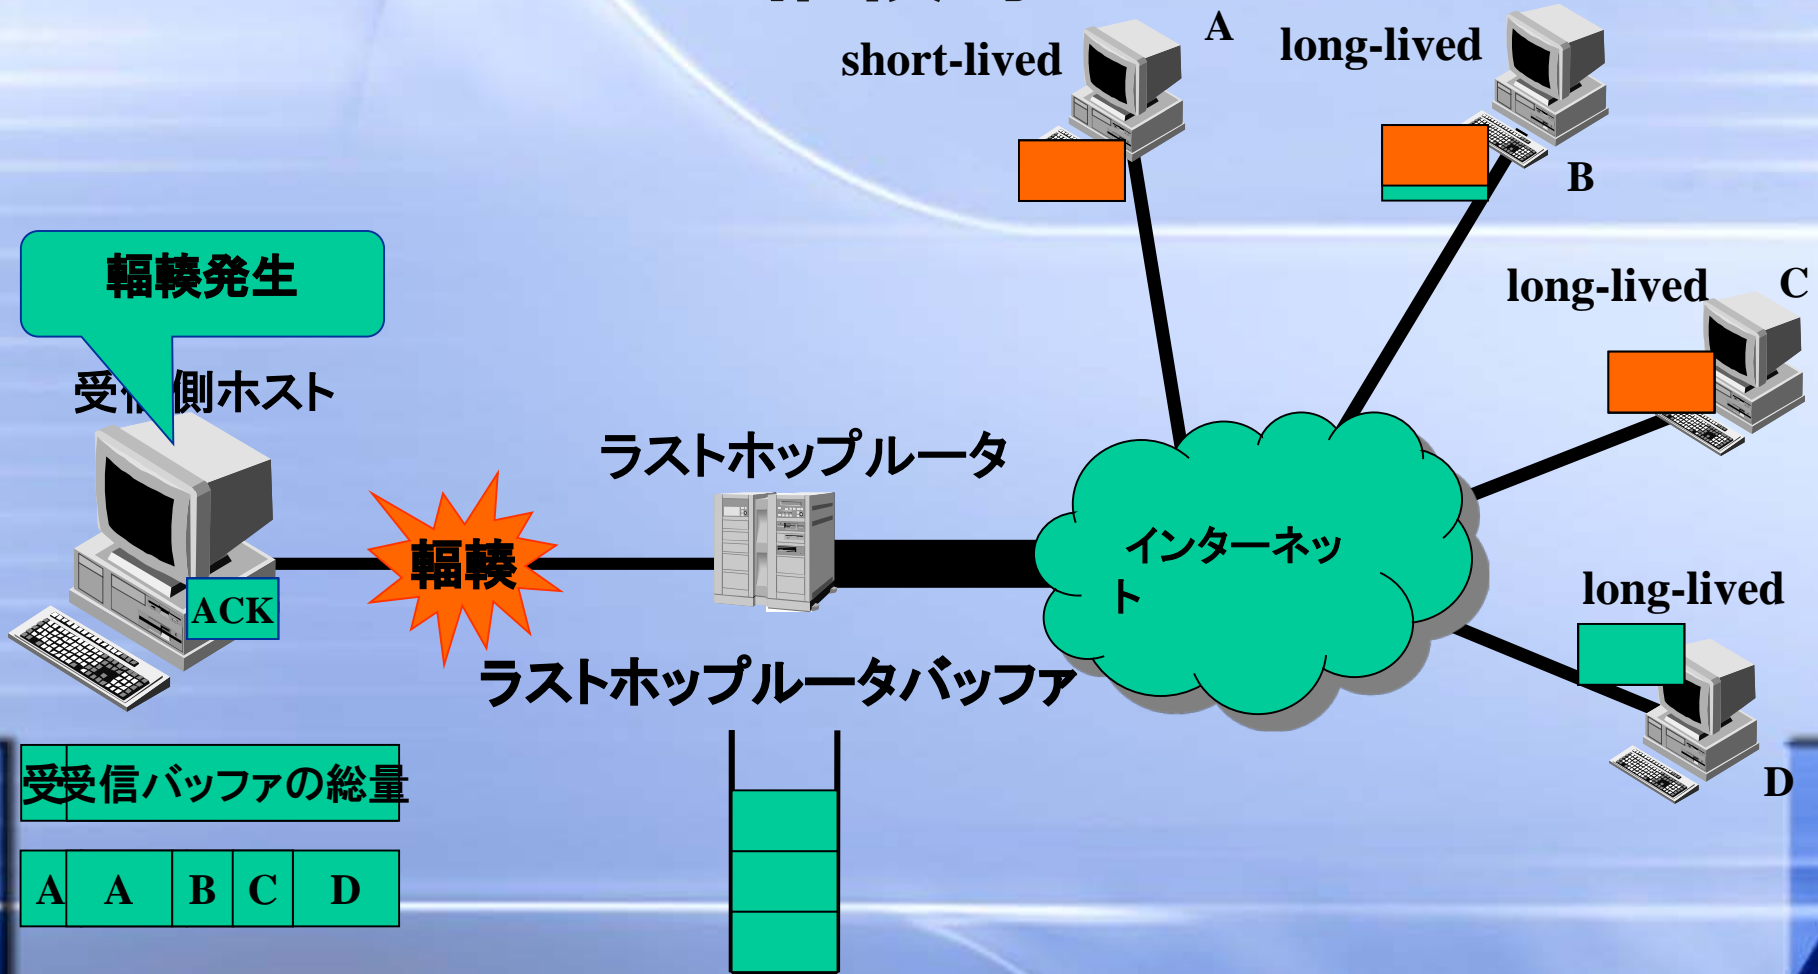 A
short-lived
long-lived
B
輻輳発生
long-lived
C
受信側ホスト
ラストホップルータ
輻輳
インターネッ
ト
ACK
long-lived
ラストホップルータバッファ
D
受受信バッファの総量
A A B C D